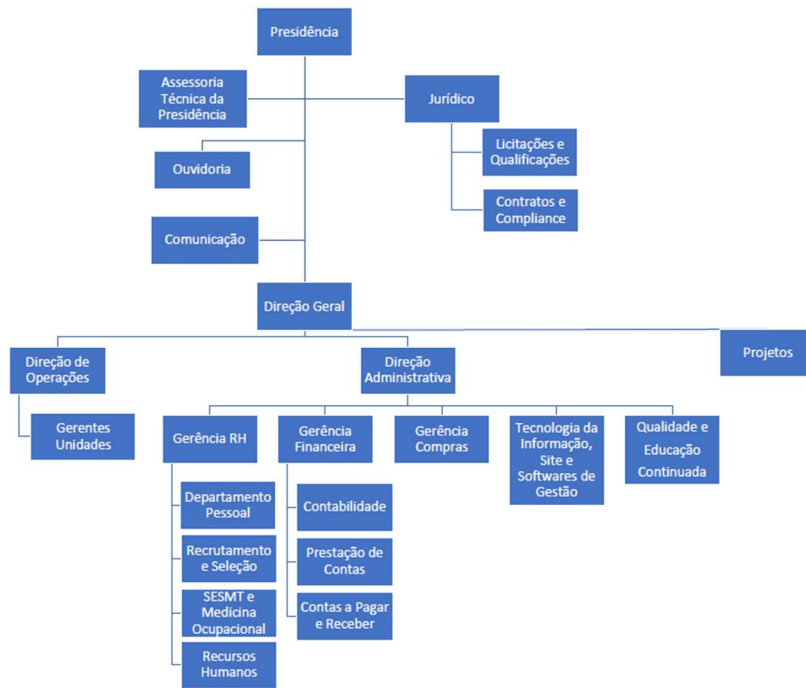 Presidência
Assessoria
Técnica da
Presidência
Jurídico
Licitações e
Qualificações
Ouvidoria
Contratos e
Compliance
Comunicação
Direção Geral
Direção de
Operações
Direção
Administrativa
Projetos
Gerentes
Unidades
Gerência RH
Gerência
Financeira
Gerência
Compras
Tecnologia da
Informação,
Site e
Softwares de
Gestão
Qualidade e
Educação
Continuada
Departamento
Pessoal
Contabilidade
Recrutamento
e Seleção
Prestação de
Contas
SESMT e
Medicina
Ocupacional
Contas a Pagar
e Receber
Recursos
Humanos